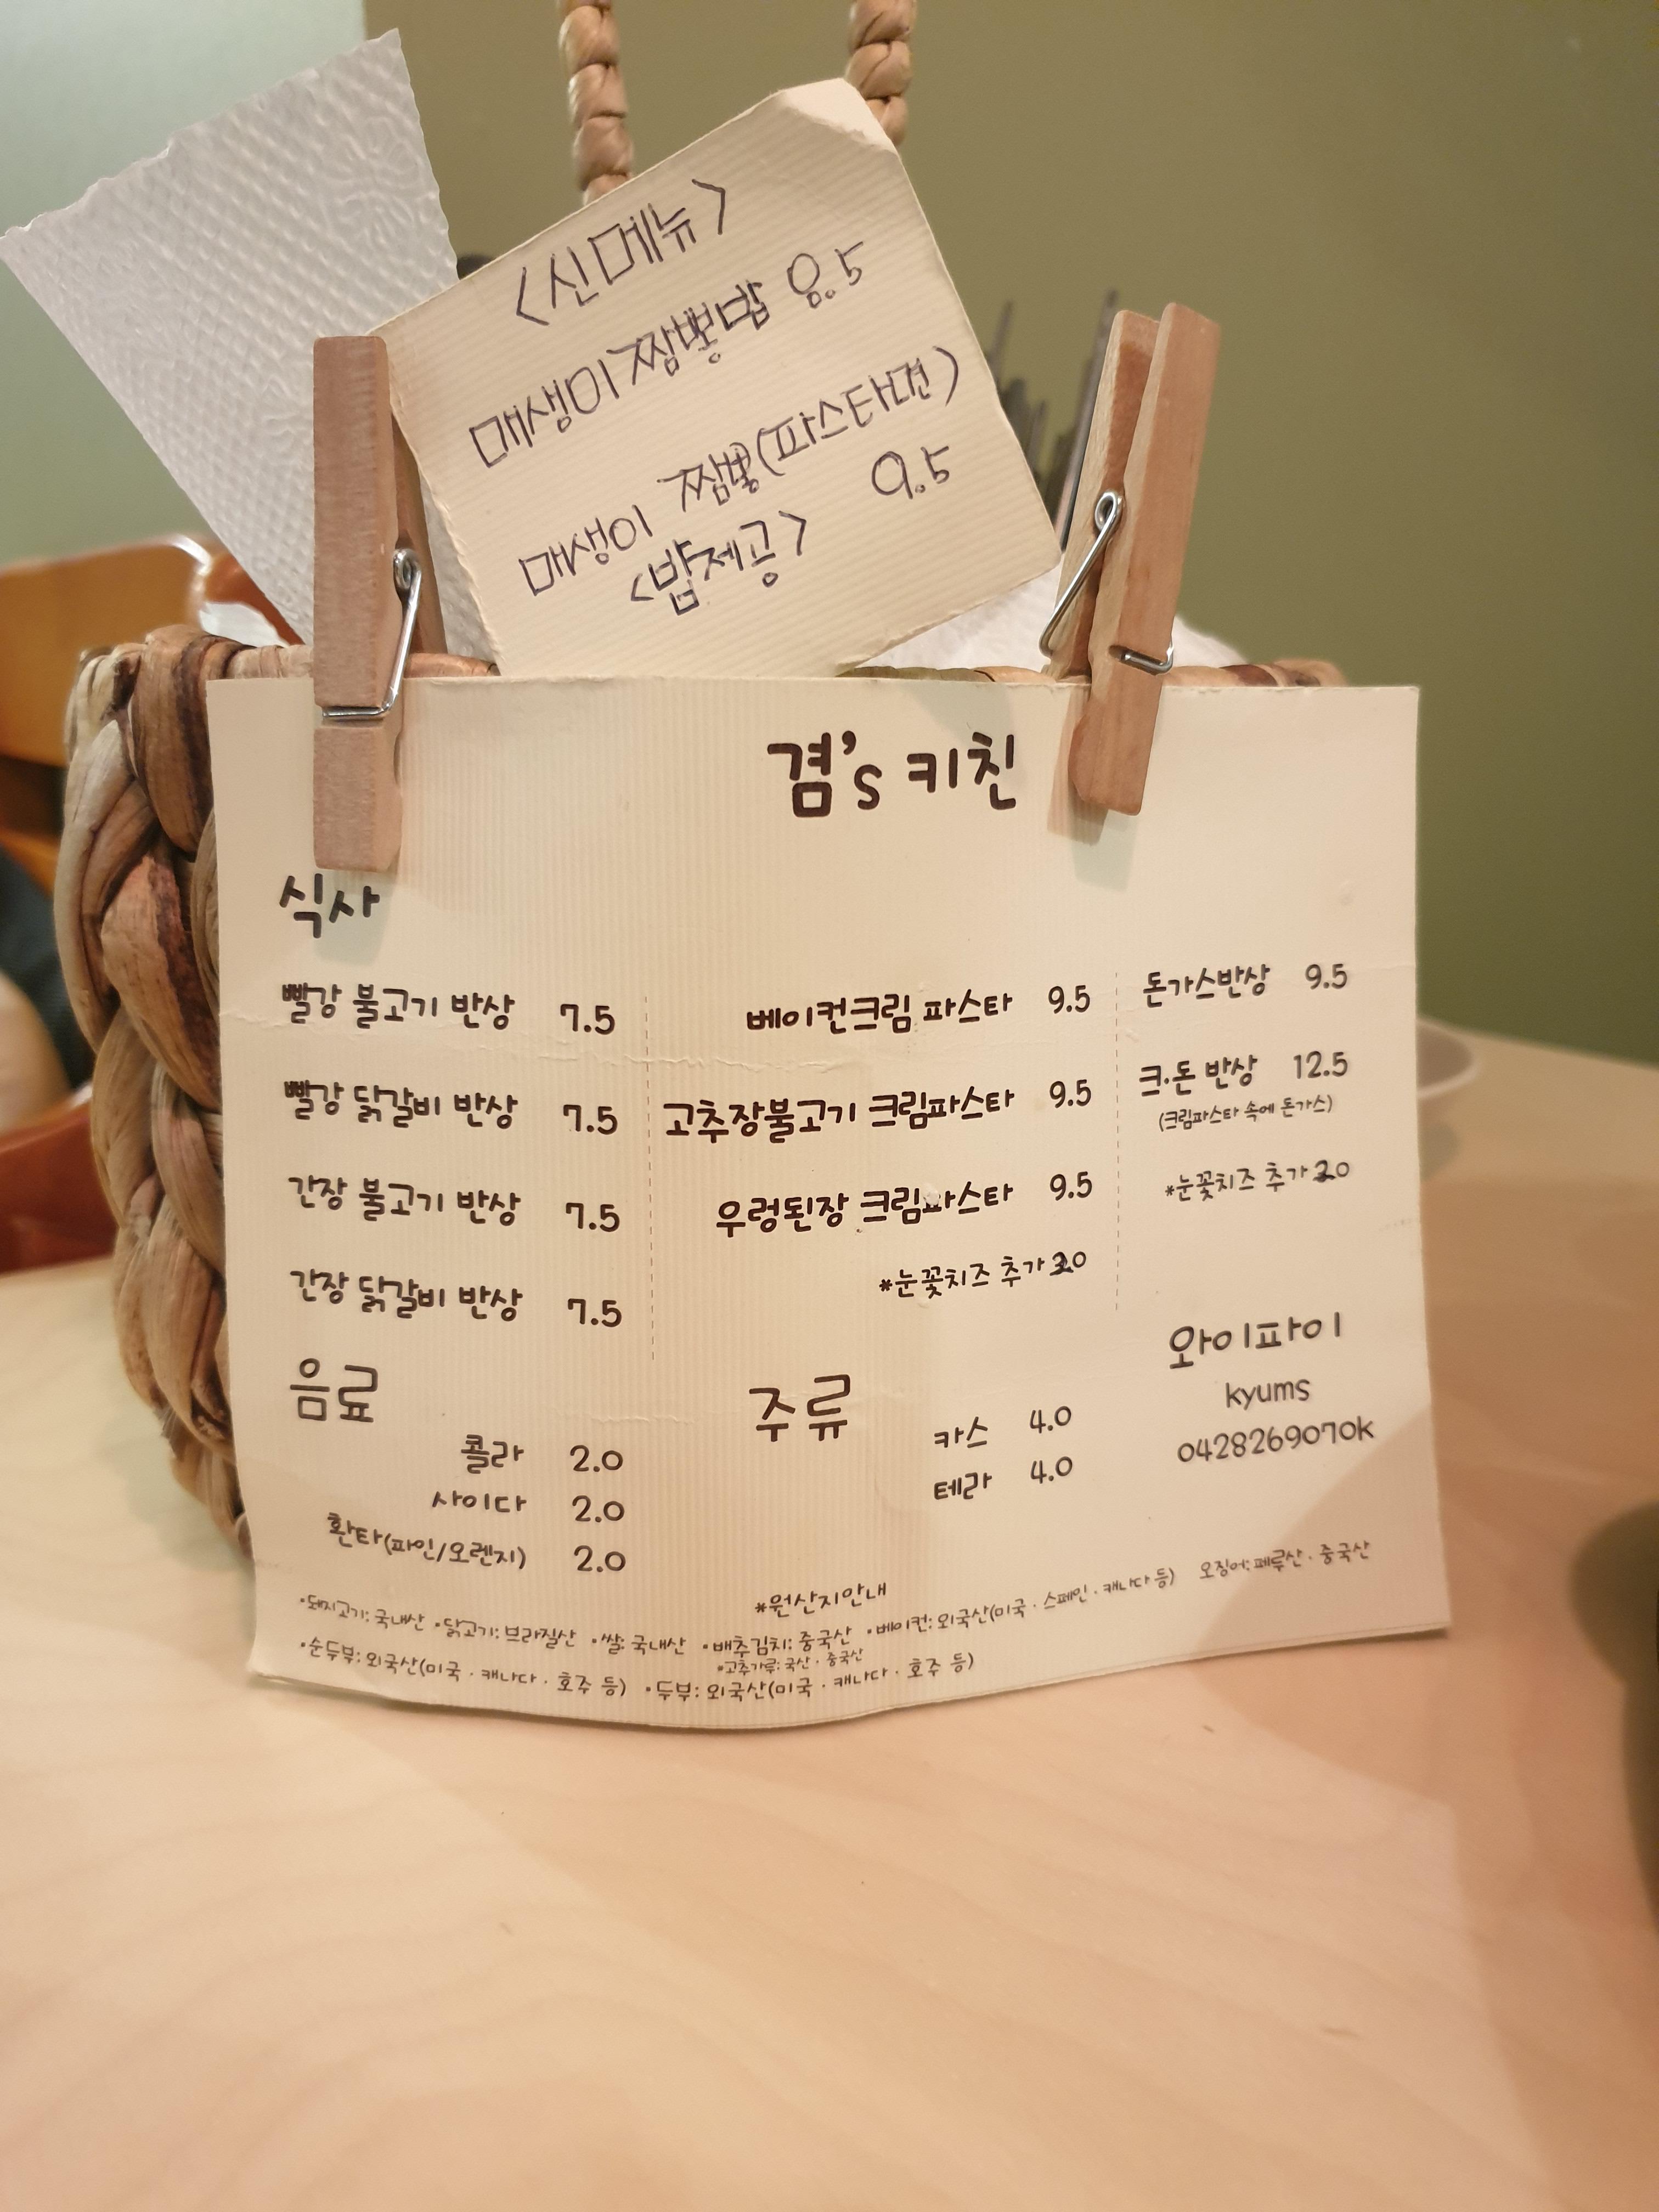 <신메뉴>
매생이 짬뽕밥 8.5
매생이 짬뽕(파스타면)
9.5
<밥제공>
겸's 키친
식사
빨강 불고기 반상 7.5
빨강 닭갈비 반상 7.5
간장 불고기 반상 7.5
간장 닭갈비 반상 7.5
베이컨크림 파스타 9.5
고추장불고기 크림파스타 9.5
우렁된장 크림파스타 9.5
*눈꽃치즈 추가 3.0
돈가스반상 9.5
크.돈 반상 12.5
(크림파스타 속에 돈가스)
*눈꽃치즈 추가 3.0
음료
콜라 2.0
사이다 2.0
환타(파인/오렌지) 2.0
주류
카스 4.0
테라 4.0
와이파이
kyums
0428269070k
*원산지안내
•돼지고기: 국내산 •닭고기: 브라질산 •쌀: 국내산 •배추김치: 중국산 •베이컨: 외국산(미국 · 스페인 · 캐나다 등) 오징어: 페루산 · 중국산
•고추가루: 국산 · 중국산
•순두부: 외국산(미국 · 캐나다 · 호주 등) •두부: 외국산(미국 · 캐나다 · 호주 등)